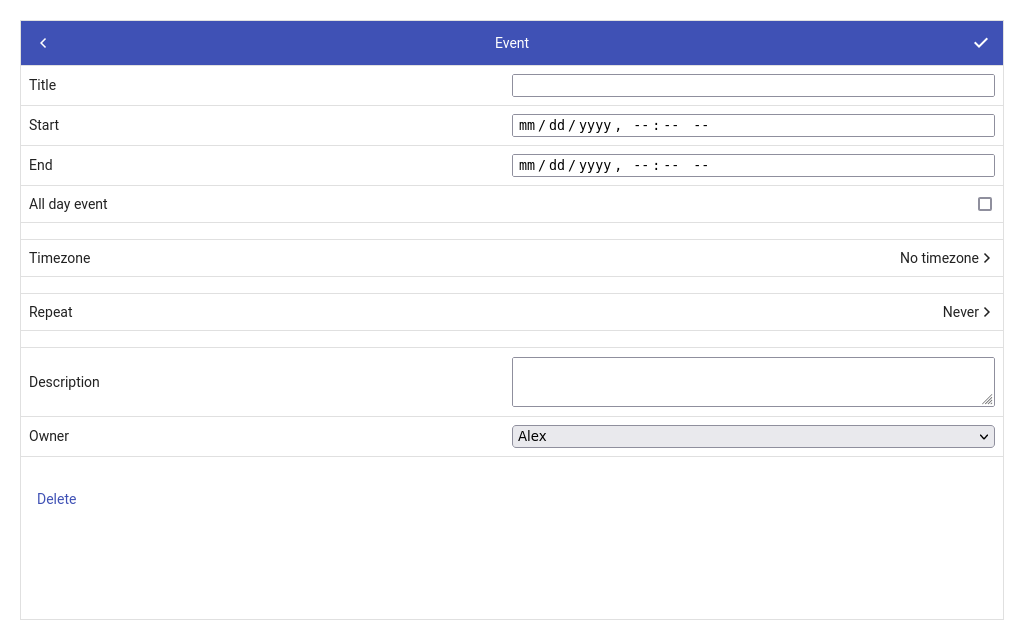 Event
Title
Start mm/dd/yyyy, --:-- --
End mm/dd/yyyy, --:-- --
All day event
Timezone No timezone
Repeat Never
Description
Owner Alex
Delete